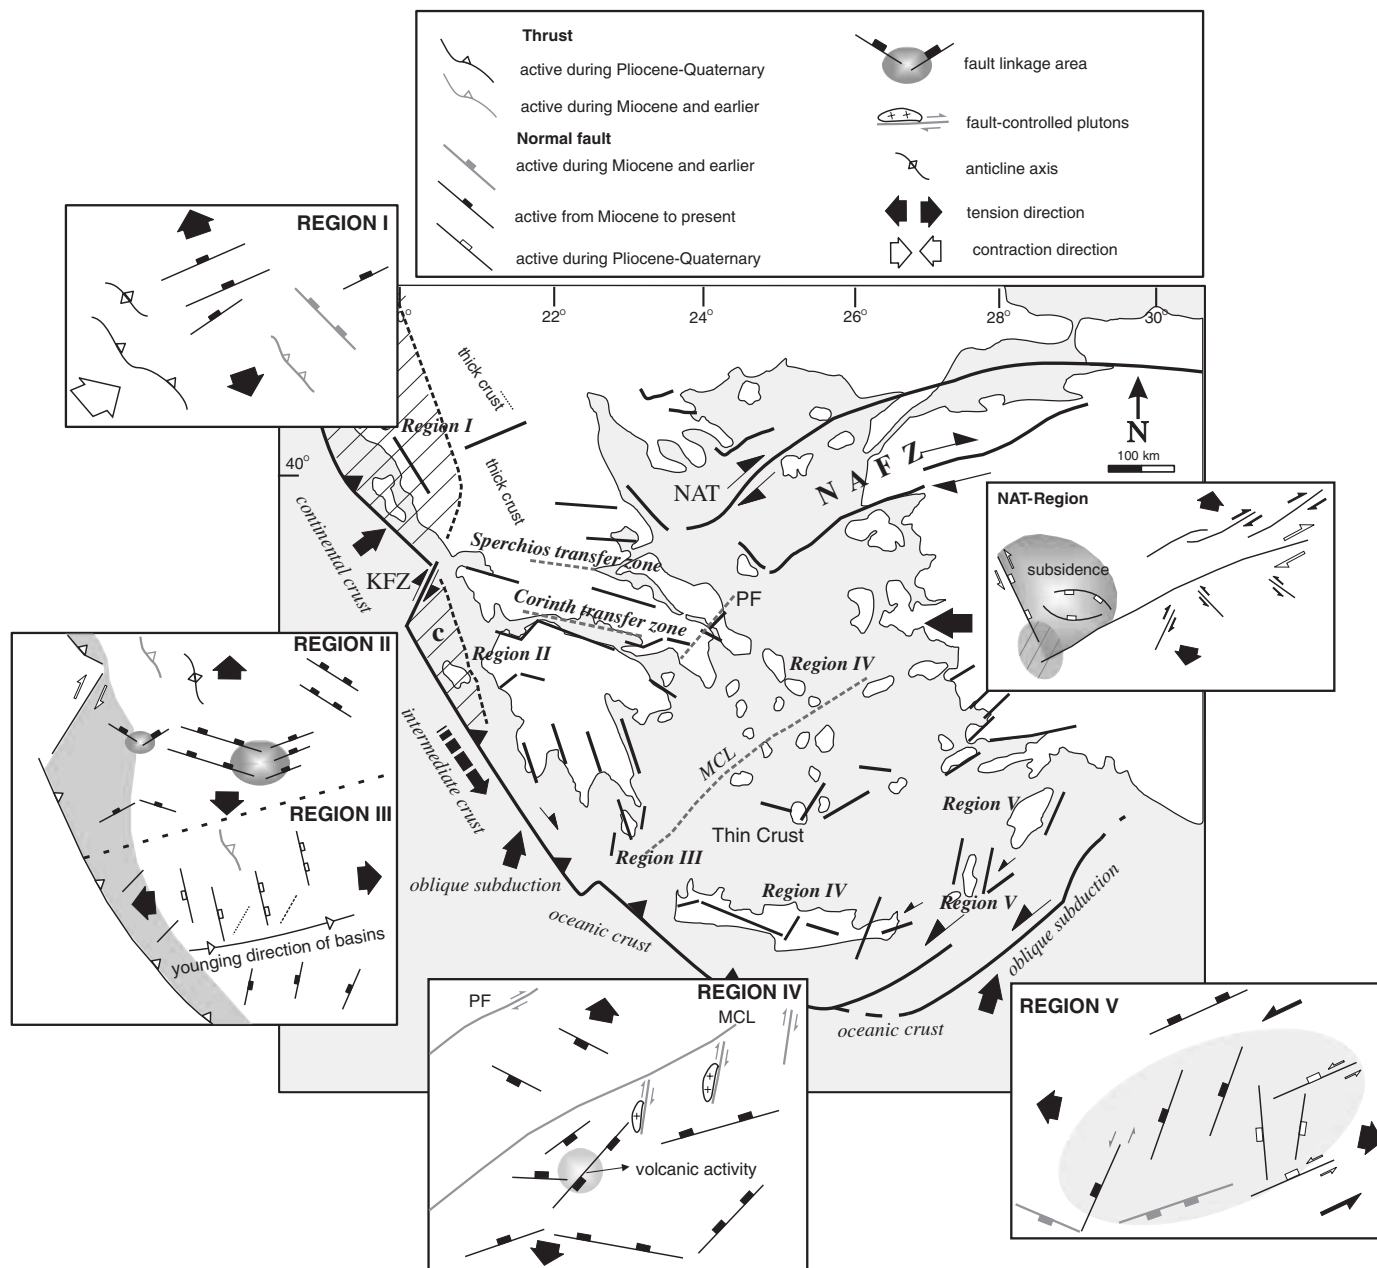 Thrust
active during Pliocene-Quaternary
active during Miocene and earlier
Normal fault
active during Miocene and earlier
active from Miocene to present
active during Pliocene-Quaternary
fault linkage area
fault-controlled plutons
anticline axis
tension direction
contraction direction
REGION I
22°
24°
26°
28°
30°
40°
thick crust
Region I
thick crust
continental crust
KFZ
NAT
N A F Z
N
100 km
Sperchios transfer zone
Corinth transfer zone
PF
c
Region II
Region IV
MCL
intermediate crust
Thin Crust
Region III
oblique subduction
oceanic crust
Region IV
Region V
Region V
oblique subduction
oceanic crust
NAT-Region
subsidence
REGION II
REGION III
younging direction of basins
REGION IV
PF
MCL
volcanic activity
REGION V